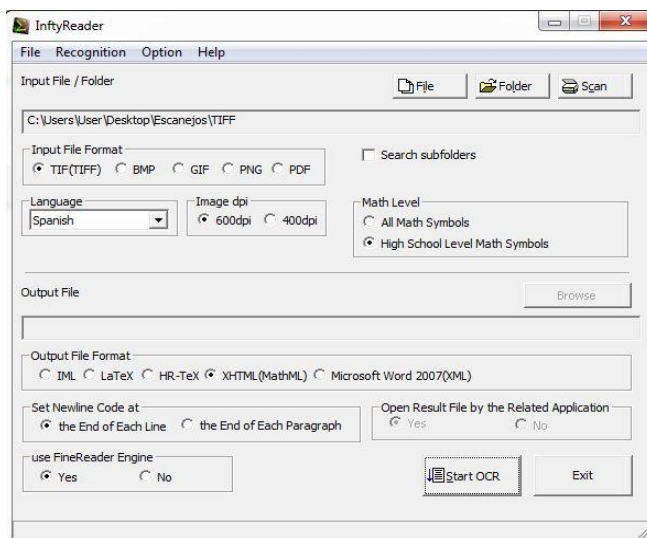 InftyReader
File Recognition Option Help
Input File / Folder File Folder Scan
C:\Users\User\Desktop\Escanejos\TIFF
Input File Format
TIF(TIFF) BMP GIF PNG PDF Search subfolders
Language Image dpi Math Level
Spanish 600dpi 400dpi All Math Symbols
High School Level Math Symbols
Output File Browse
Output File Format
IML LaTeX HR-TeX XHTML(MathML) Microsoft Word 2007(XML)
Set Newline Code at Open Result File by the Related Application
the End of Each Line the End of Each Paragraph Yes No
use FineReader Engine
Yes No Start OCR Exit